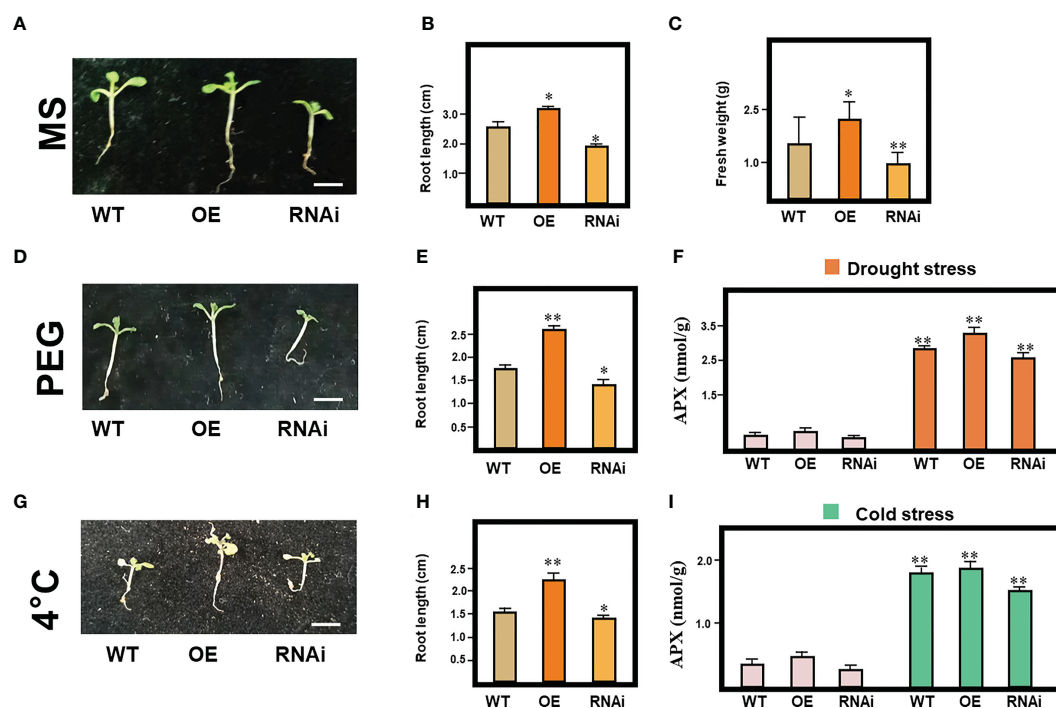 A
MS
WT OE RNAi
B
Root length (cm)
3.0
2.0
1.0
*
*
WT OE RNAi
C
Fresh weight (g)
2.5
1.0
*
**
WT OE RNAi
D
PEG
WT OE RNAi
E
Root length (cm)
2.5
2.0
1.5
1.0
0.5
**
*
WT OE RNAi
F
Drought stress
APX (nmol/g)
3.5
2.5
1.5
** ** **
WT OE RNAi WT OE RNAi
G
4°C
WT OE RNAi
H
Root length (cm)
2.5
2.0
1.5
1.0
0.5
**
*
WT OE RNAi
I
Cold stress
APX (nmol/g)
2.0
1.0
** ** **
WT OE RNAi WT OE RNAi